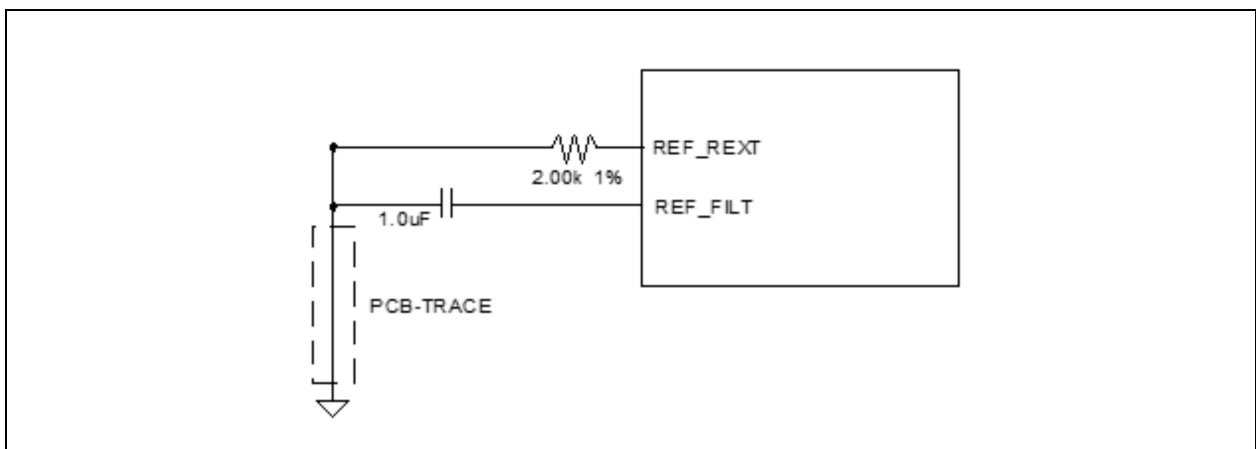 REF_REXT
2.00k 1%
REF_FILT
1.0uF
PCB-TRACE